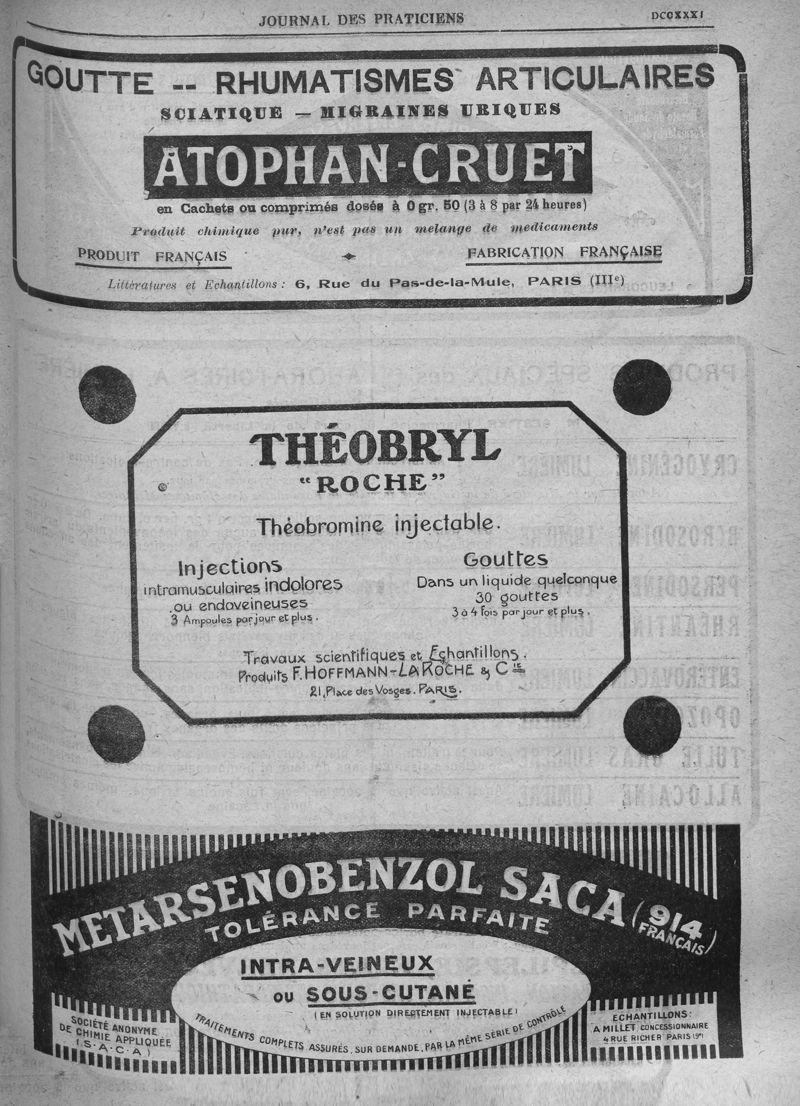 JOURNAL DES PRATICIENS
DCCXXXI
GOUTTE -- RHUMATISMES ARTICULAIRES
SCIATIQUE — MIGRAINES URIQUES
ATOPHAN-CRUET
en Cachets ou comprimés dosés à 0 gr. 50 (3 à 8 par 24 heures)
Produit chimique pur, n'est pas un melange de medicaments
PRODUIT FRANÇAIS
FABRICATION FRANÇAISE
Littératures et Echantillons : 6, Rue du Pas-de-la-Mule, PARIS (IIIe)
THÉOBRYL
"ROCHE"
Théobromine injectable.
Injections
intramusculaires indolores
ou endoveineuses
3 Ampoules par jour et plus.
Gouttes
Dans un liquide quelconque
30 gouttes
3 à 4 fois par jour et plus.
Travaux scientifiques et Echantillons.
Produits F. HOFFMANN-LA ROCHE & Cie
21, Place des Vosges. PARIS.
METARSENOBENZOL SACA (914 FRANÇAIS)
TOLÉRANCE PARFAITE
INTRA-VEINEUX
OU SOUS-CUTANÉ
(EN SOLUTION DIRECTEMENT INJECTABLE)
TRAITEMENTS COMPLETS ASSURÉS, SUR DEMANDE, PAR LA MÊME SÉRIE DE CONTRÔLE
SOCIÉTÉ ANONYME
DE CHIMIE APPLIQUÉE
(S.A.C.A)
ECHANTILLONS:
A MILLET CONCESSIONNAIRE
4 RUE RICHER PARIS